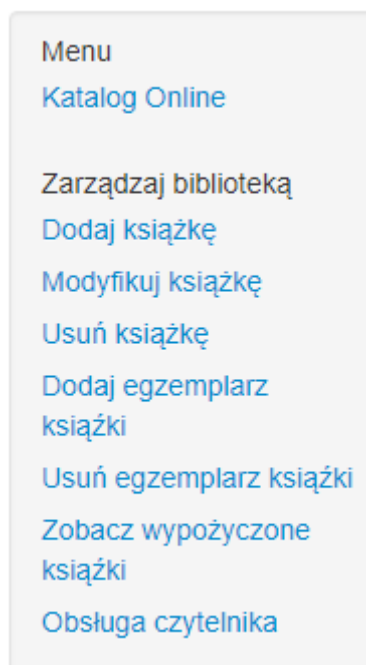 Menu
Katalog Online
Zarządzaj biblioteką
Dodaj książkę
Modyfikuj książkę
Usuń książkę
Dodaj egzemplarz
książki
Usuń egzemplarz książki
Zobacz wypożyczone
książki
Obsługa czytelnika